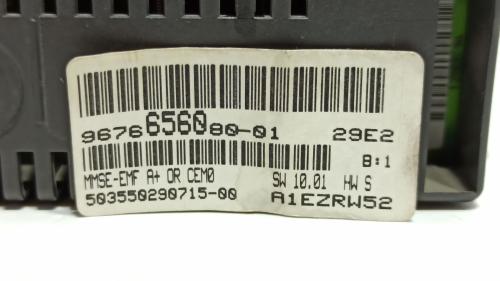 9676656080-01 29E2
B:1
MMSE-EMF A+ OR CEM0 SW 10.01 HW S
503550290715-00 A1EZRW52